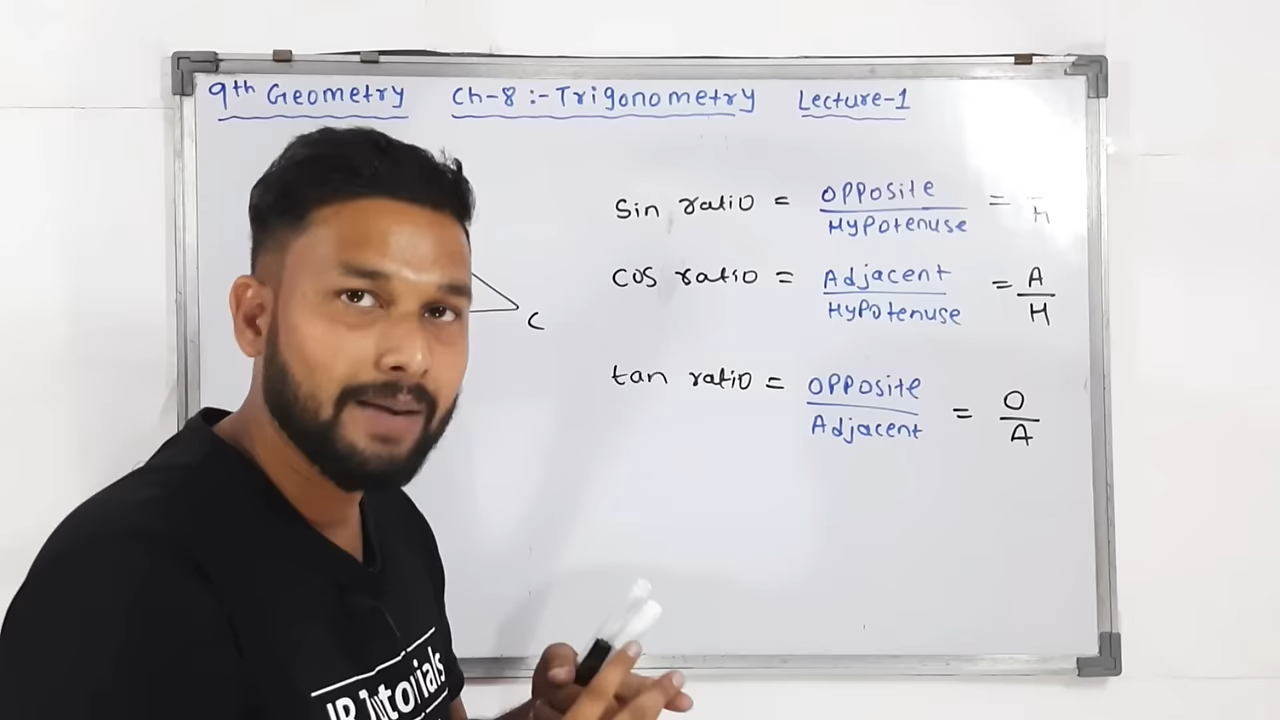 9th Geometry Ch-8 :- Trigonometry Lecture-1
Sin ratio = Opposite / Hypotenuse = / H
Cos ratio = Adjacent / Hypotenuse = A / H
C
tan ratio = Opposite / Adjacent = O / A
Tutorials